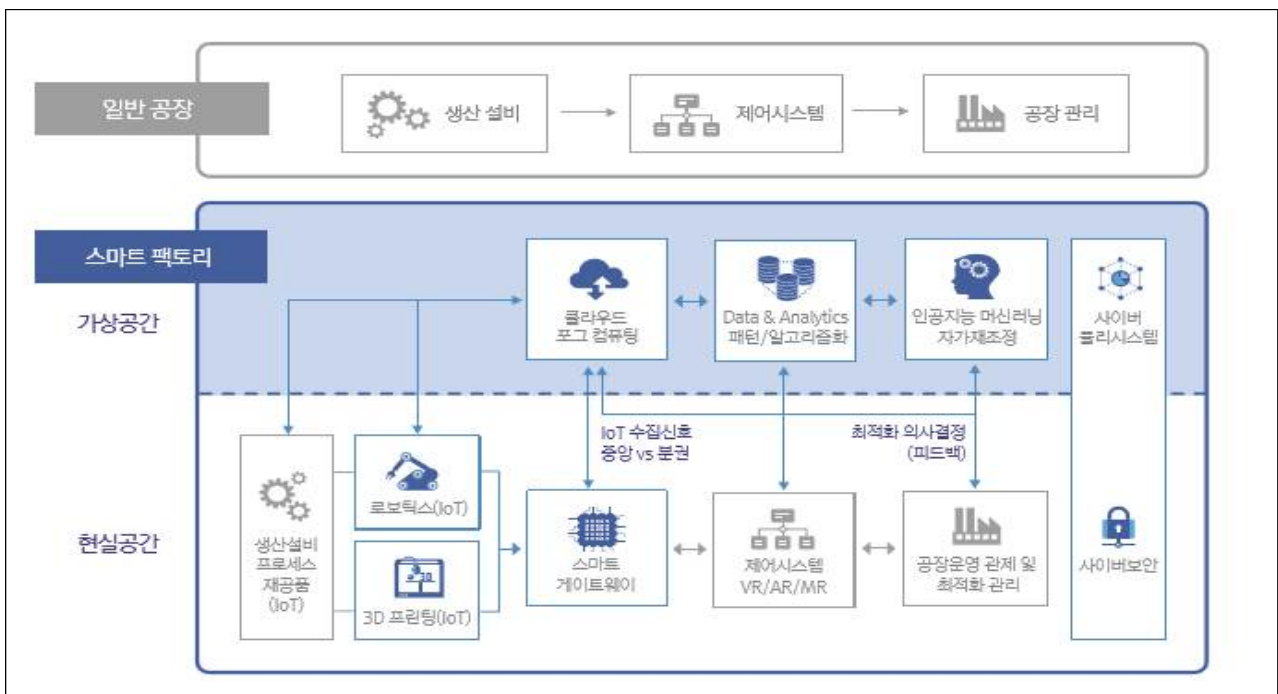 일반 공장
생산 설비
제어시스템
공장 관리
스마트 팩토리
가상공간
클라우드
포그 컴퓨팅
Data & Analytics
패턴/알고리즘화
인공지능 머신러닝
자가재조정
사이버
물리시스템
IoT 수집신호
중앙 vs 분권
최적화 의사결정
(피드백)
현실공간
생산설비
프로세스
재공품
(IoT)
로보틱스(IoT)
3D 프린팅(IoT)
스마트
게이트웨이
제어시스템
VR/AR/MR
공장운영 관제 및
최적화 관리
사이버보안